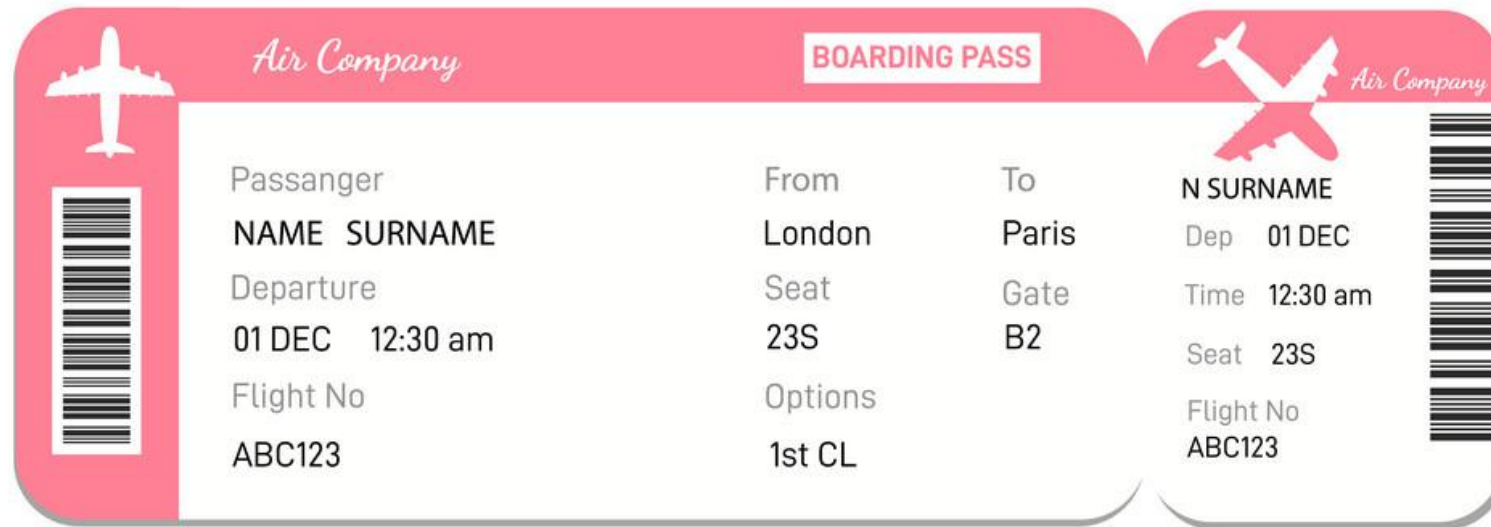 Air Company
BOARDING PASS
Passanger
NAME SURNAME
From
London
To
Paris
Departure
01 DEC 12:30 am
Seat
23S
Gate
B2
Flight No
ABC123
Options
1st CL
Air Company
N SURNAME
Dep 01 DEC
Time 12:30 am
Seat 23S
Flight No
ABC123